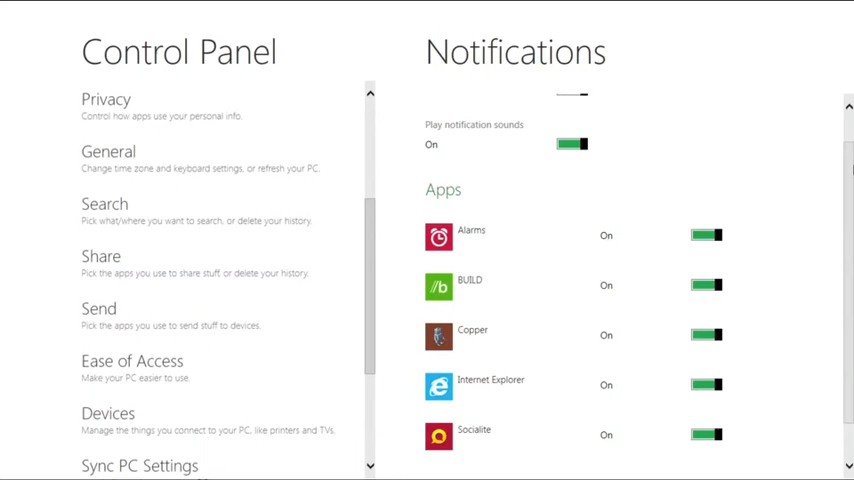 Control Panel
Privacy
Control how apps use your personal info.
General
Change time zone and keyboard settings, or refresh your PC.
Search
Pick what/where you want to search, or delete your history.
Share
Pick the apps you use to share stuff, or delete your history.
Send
Pick the apps you use to send stuff to devices.
Ease of Access
Make your PC easier to use.
Devices
Manage the things you connect to your PC, like printers and TVs.
Sync PC Settings
Notifications
Play notification sounds
On
Apps
Alarms On
//b BUILD On
Copper On
Internet Explorer On
Socialite On